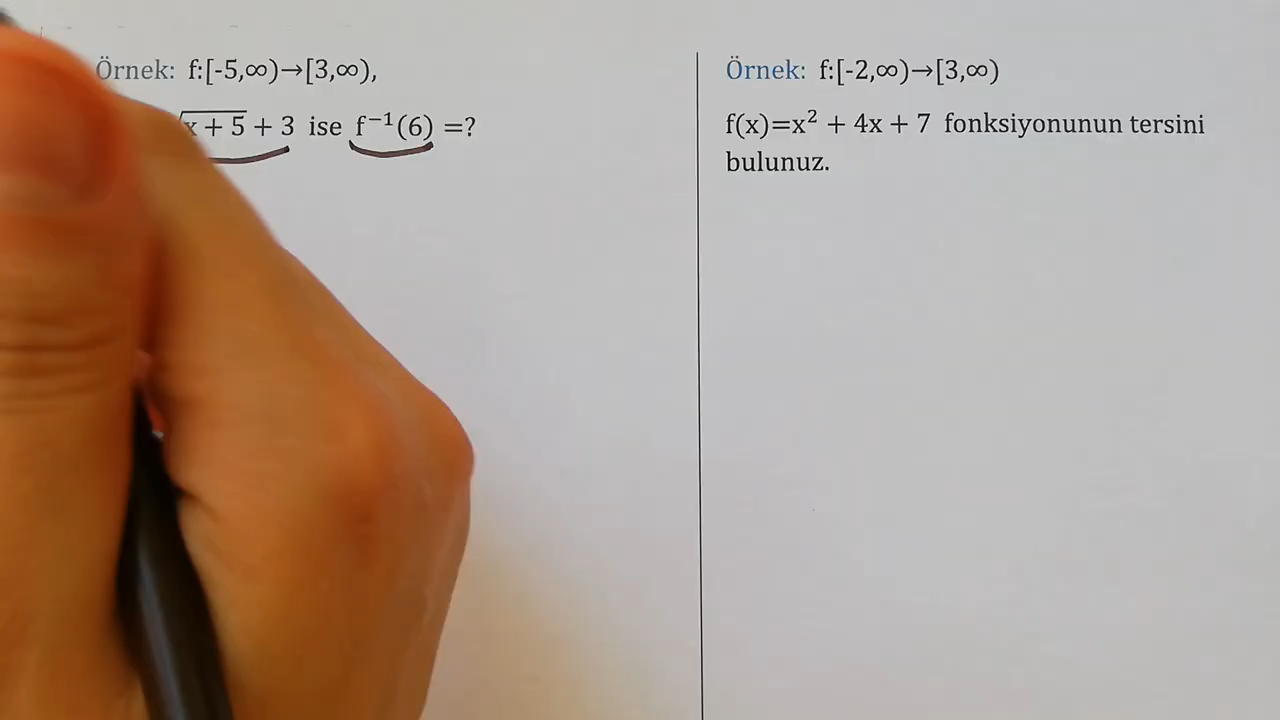 Örnek: f:[-5,∞)→[3,∞),
√x + 5 + 3 ise f⁻¹(6) =?
Örnek: f:[-2,∞)→[3,∞)
f(x)=x² + 4x + 7 fonksiyonunun tersini
bulunuz.